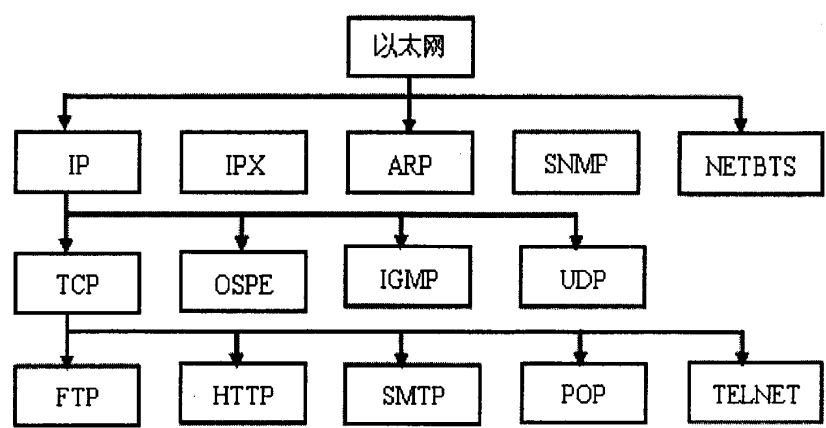 以太网
IP
IPX
ARP
SNMP
NETBTS
TCP
OSPE
IGMP
UDP
FTP
HTTP
SMTP
POP
TELNET